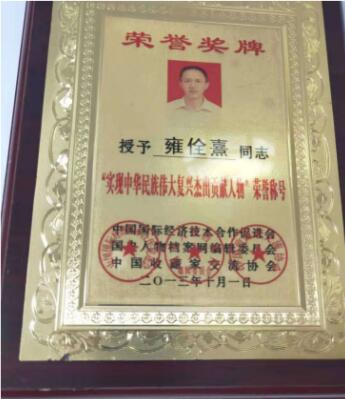 荣誉奖牌
授予 雍佺熹 同志
“实现中华民族伟大复兴杰出贡献人物”荣誉称号
中国国际经济技术合作促进会
国家人物档案网编辑委员会
中国收藏家交流协会
二〇一三年十月一日